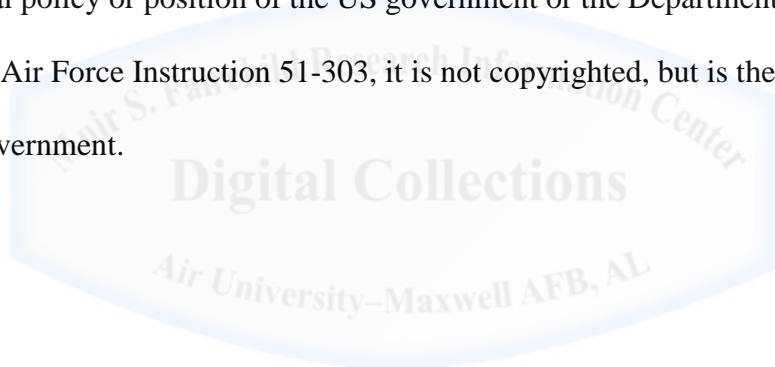 al policy or position of the US government or the Department
Air Force Instruction 51-303, it is not copyrighted, but is the
vernment.
Muir S. Fairchild Research Information Center
Digital Collections
Air University–Maxwell AFB, AL